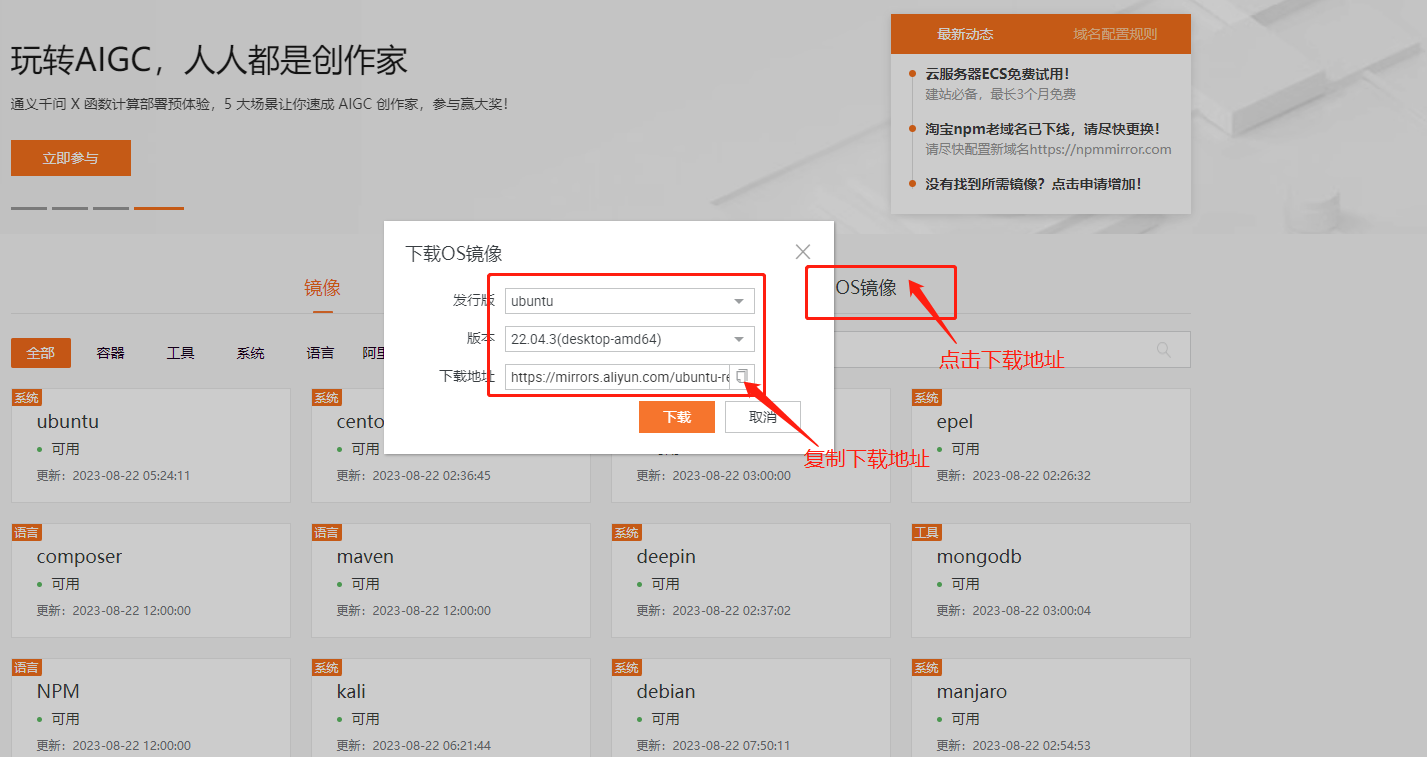 玩转AIGC，人人都是创作家
通义千问 X 函数计算部署预体验，5 大场景让你速成 AIGC 创作家，参与赢大奖！
立即参与
最新动态 域名配置规则
云服务器ECS免费试用！
建站必备，最长3个月免费
淘宝npm老域名已下线，请尽快更换！
请尽快配置新域名https://npmmirror.com
没有找到所需镜像？点击申请增加！
下载OS镜像
发行版 ubuntu
版本 22.04.3(desktop-amd64)
下载地址 https://mirrors.aliyun.com/ubuntu-re
下载 取消
镜像 OS镜像
点击下载地址
复制下载地址
全部 容器 工具 系统 语言 阿里
系统 系统 系统
ubuntu cento epel
可用 可用 可用
更新：2023-08-22 05:24:11 更新：2023-08-22 02:36:45 更新：2023-08-22 03:00:00 更新：2023-08-22 02:26:32
语言 语言 系统 工具
composer maven deepin mongodb
可用 可用 可用 可用
更新：2023-08-22 12:00:00 更新：2023-08-22 12:00:00 更新：2023-08-22 02:37:02 更新：2023-08-22 03:00:04
语言 系统 系统 系统
NPM kali debian manjaro
可用 可用 可用 可用
更新：2023-08-22 12:00:00 更新：2023-08-22 06:21:44 更新：2023-08-22 07:50:11 更新：2023-08-22 02:54:53